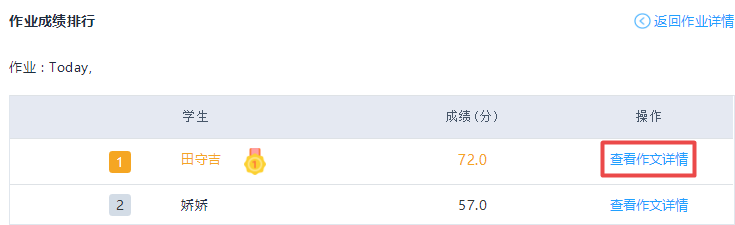 作业成绩排行 返回作业详情
作业：Today,
学生 成绩(分) 操作
1 田守吉 1 72.0 查看作文详情
2 娇娇 57.0 查看作文详情